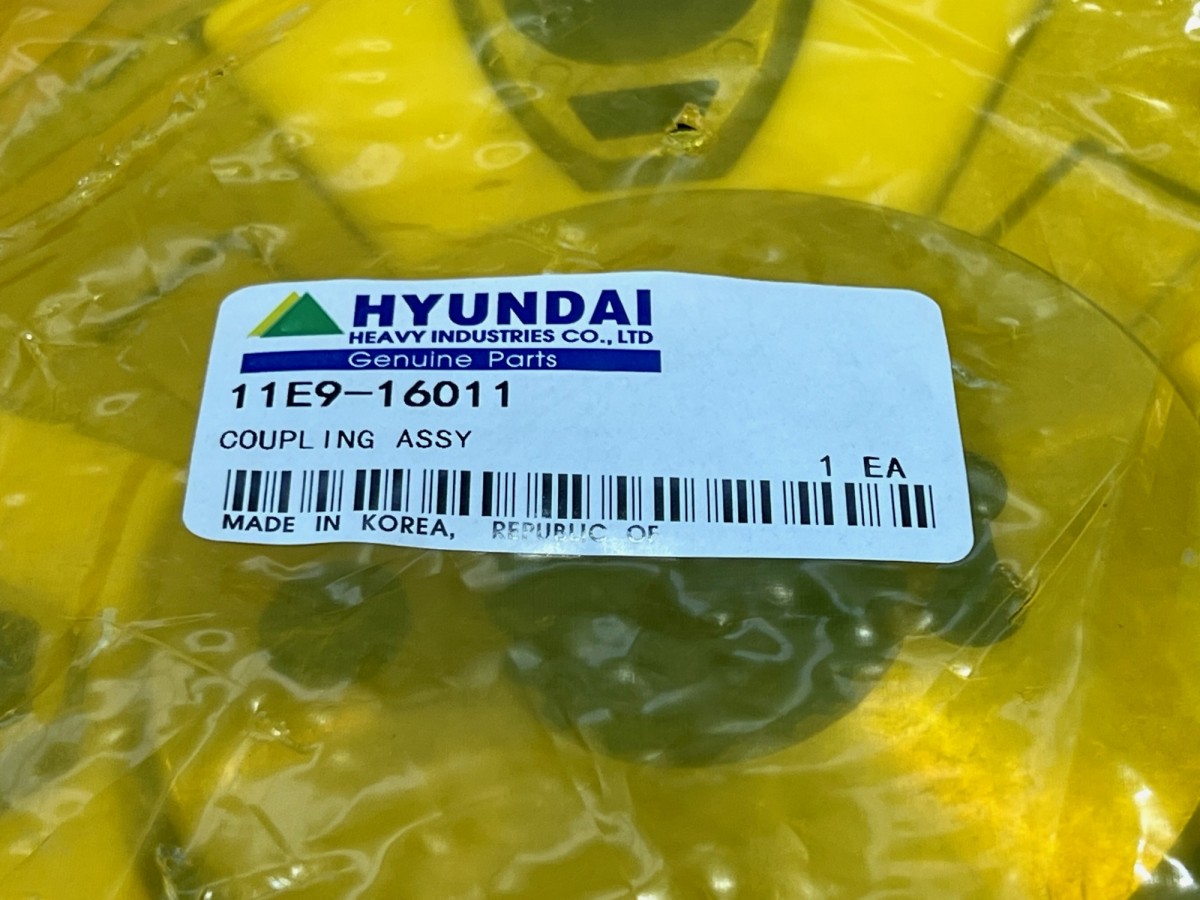 HYUNDAI
HEAVY INDUSTRIES CO., LTD
Genuine Parts
11E9-16011
COUPLING ASSY
1 EA
MADE IN KOREA, REPUBLIC OF